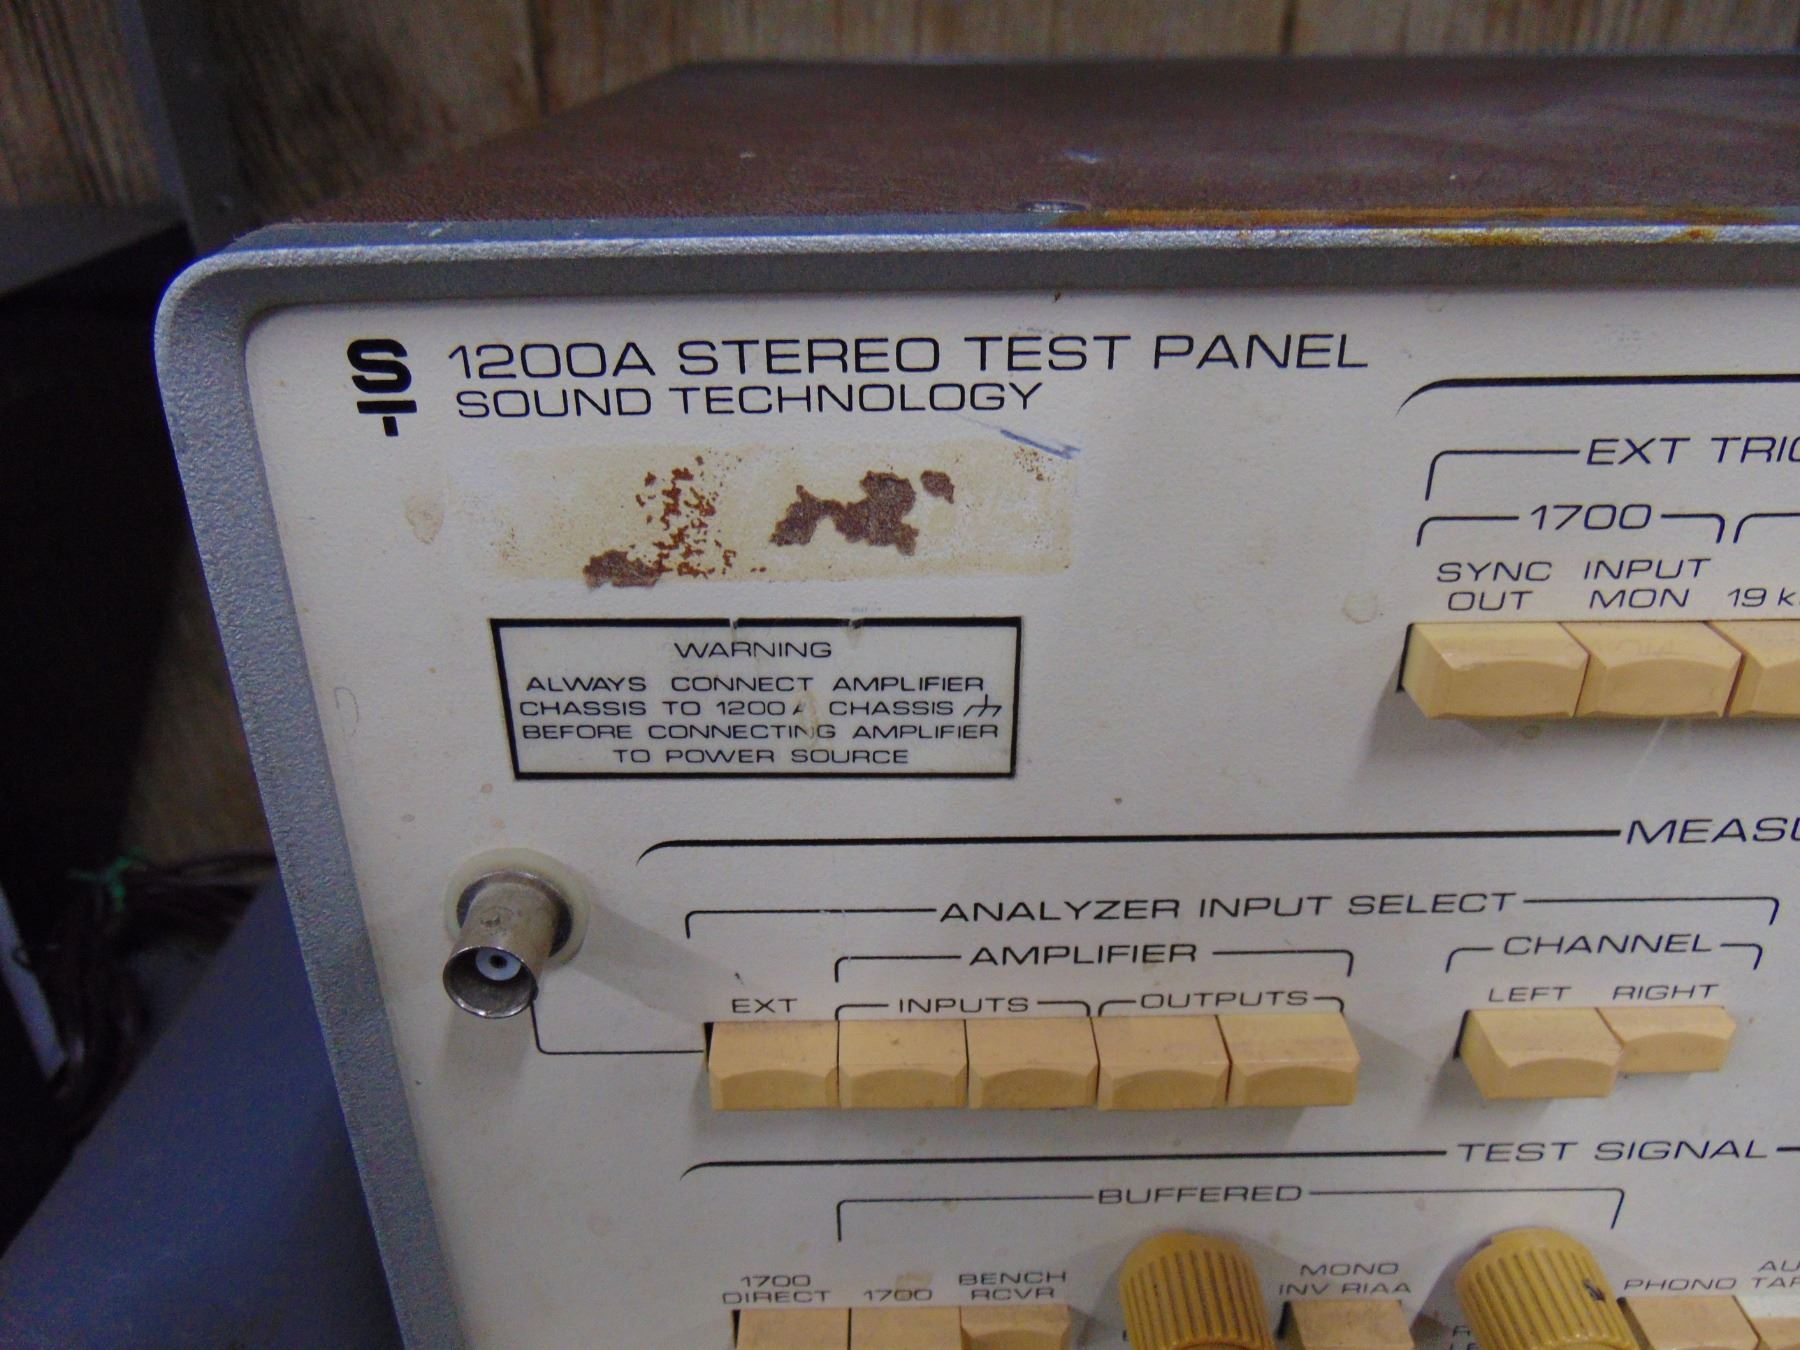 ST 1200A STEREO TEST PANEL
SOUND TECHNOLOGY
EXT
1700
SYNC OUT
INPUT MON
19
WARNING
ALWAYS CONNECT AMPLIFIER
CHASSIS TO 1200A CHASSIS
BEFORE CONNECTING AMPLIFIER
TO POWER SOURCE
ANALYZER INPUT SELECT
AMPLIFIER
CHANNEL
EXT
INPUTS
OUTPUTS
LEFT
RIGHT
TEST SIGNAL
BUFFERED
1700 DIRECT
1700
BENCH RCVR
MONO
INV RIAA
PHONO